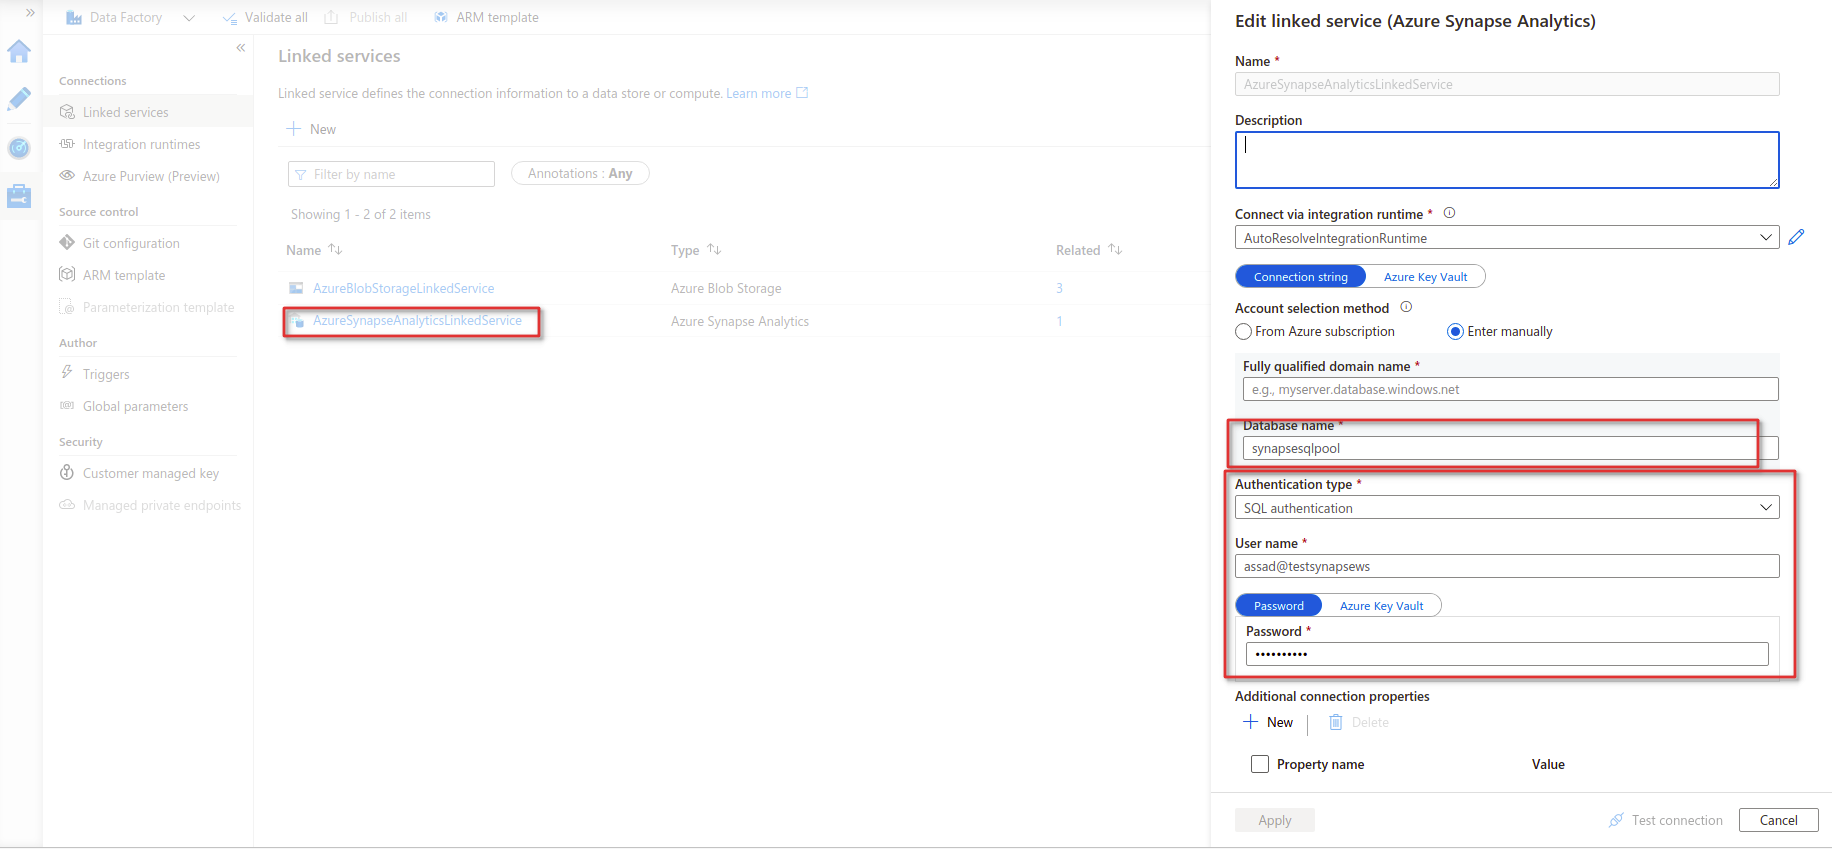 Data Factory
Validate all
Publish all
ARM template
Connections
Linked services
Integration runtimes
Azure Purview (Preview)
Source control
Git configuration
ARM template
Parameterization template
Author
Triggers
Global parameters
Security
Customer managed key
Managed private endpoints
Linked services
Linked service defines the connection information to a data store or compute. Learn more
New
Filter by name
Annotations : Any
Showing 1 - 2 of 2 items
Name Type Related
AzureBlobStorageLinkedService Azure Blob Storage 3
AzureSynapseAnalyticsLinkedService Azure Synapse Analytics 1
Edit linked service (Azure Synapse Analytics)
Name *
AzureSynapseAnalyticsLinkedService
Description
Connect via integration runtime *
AutoResolveIntegrationRuntime
Connection string Azure Key Vault
Account selection method
From Azure subscription Enter manually
Fully qualified domain name *
e.g., myserver.database.windows.net
Database name *
synapsesqlpool
Authentication type *
SQL authentication
User name *
assad@testsynapsews
Password Azure Key Vault
Password *
••••••••••
Additional connection properties
New Delete
Property name Value
Apply Test connection Cancel